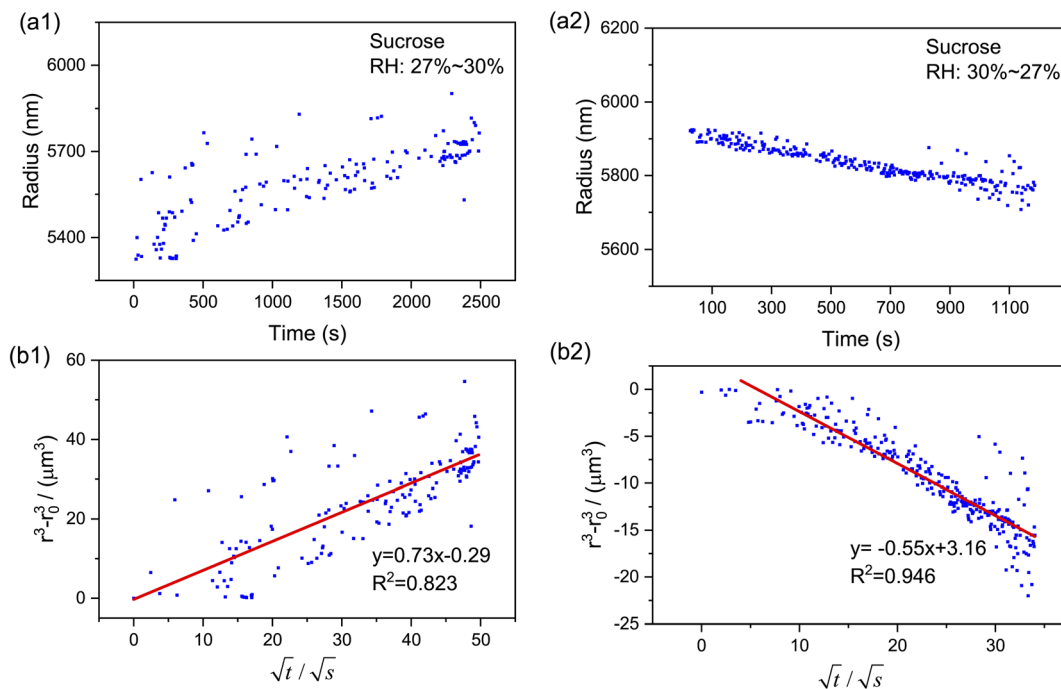 (a1)
Sucrose
RH: 27%~30%
Radius (nm)
6000
5700
5400
0
500
1000
1500
2000
2500
Time (s)
(a2)
Sucrose
RH: 30%~27%
Radius (nm)
6200
6000
5800
5600
100
300
500
700
900
1100
Time (s)
(b1)
r³-r₀³ / (μm³)
60
40
20
0
y=0.73x-0.29
R²=0.823
0
10
20
30
40
50
√t / √s
(b2)
r³-r₀³ / (μm³)
0
-5
-10
-15
-20
-25
y= -0.55x+3.16
R²=0.946
0
10
20
30
√t / √s